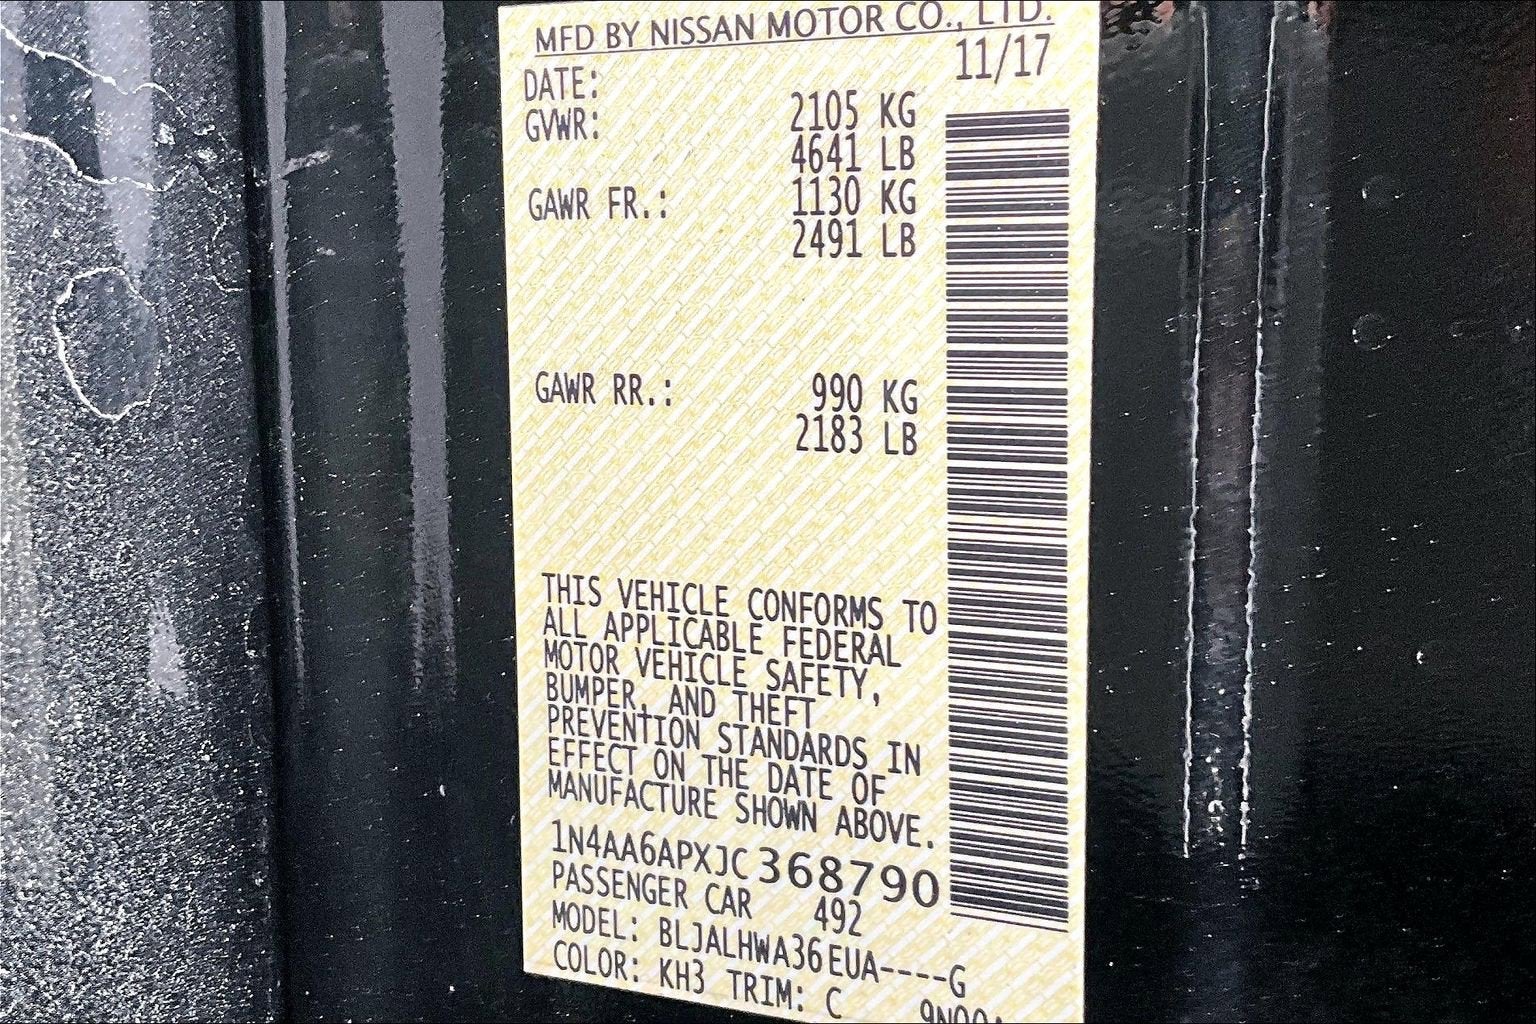 MFD BY NISSAN MOTOR CO., LTD.
DATE: 11/17
GVWR: 2105 KG
4641 LB
GAWR FR.: 1130 KG
2491 LB
GAWR RR.: 990 KG
2183 LB
THIS VEHICLE CONFORMS TO
ALL APPLICABLE FEDERAL
MOTOR VEHICLE SAFETY,
BUMPER, AND THEFT
PREVENTION STANDARDS IN
EFFECT ON THE DATE OF
MANUFACTURE SHOWN ABOVE.
1N4AA6APXJC368790
PASSENGER CAR 492
MODEL: BLJALHWA36EUA----G
COLOR: KH3 TRIM: C